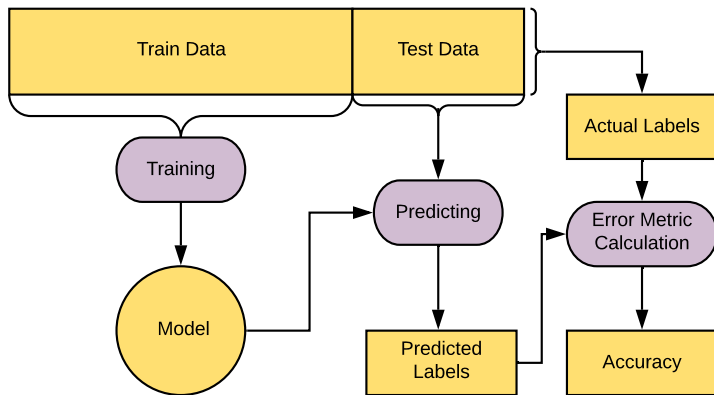 Train Data
Test Data
Actual Labels
Training
Predicting
Error Metric
Calculation
Model
Predicted
Labels
Accuracy